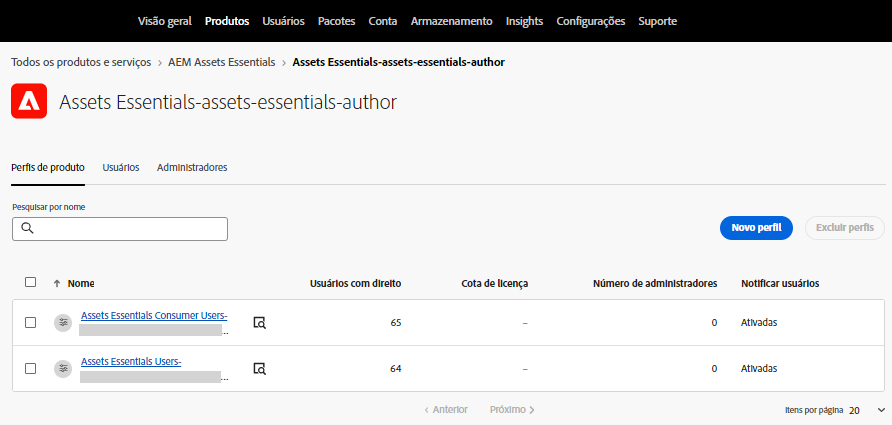 Visão geral Produtos Usuários Pacotes Conta Armazenamento Insights Configurações Suporte
Todos os produtos e serviços > AEM Assets Essentials > Assets Essentials-assets-essentials-author
Assets Essentials-assets-essentials-author
Perfis de produto Usuários Administradores
Pesquisar por nome
Novo perfil Excluir perfis
Nome Usuários com direito Cota de licença Número de administradores Notificar usuários
Assets Essentials Consumer Users- 65 – 0 Ativadas
...
Assets Essentials Users- 64 – 0 Ativadas
...
Anterior Próximo Itens por página 20